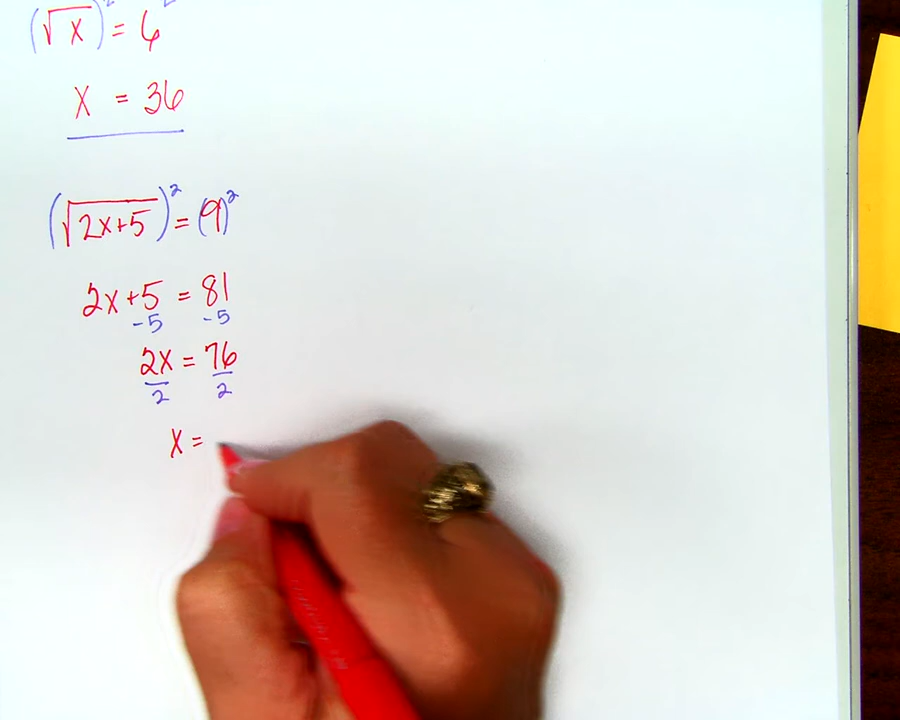 (√x)² = 6²
x = 36
(√2x+5)² = (9)²
2x+5 = 81
-5 -5
2x = 76
2 2
x =